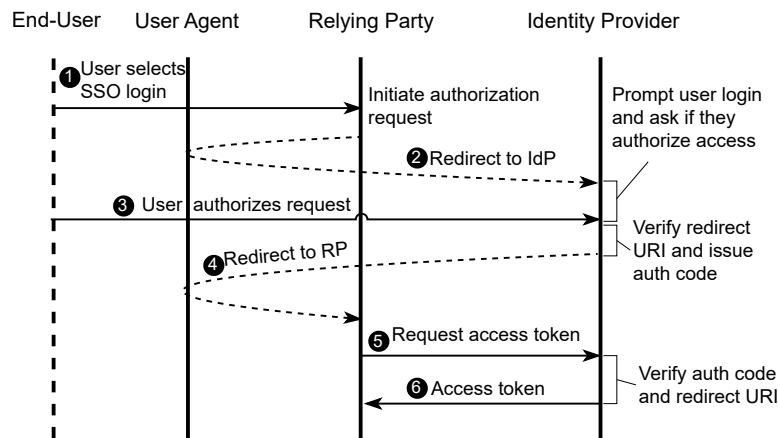 End-User
User Agent
Relying Party
Identity Provider
1 User selects
SSO login
Initiate authorization
request
Prompt user login
and ask if they
authorize access
2 Redirect to IdP
3 User authorizes request
Verify redirect
URI and issue
auth code
4 Redirect to RP
5 Request access token
Verify auth code
and redirect URI
6 Access token